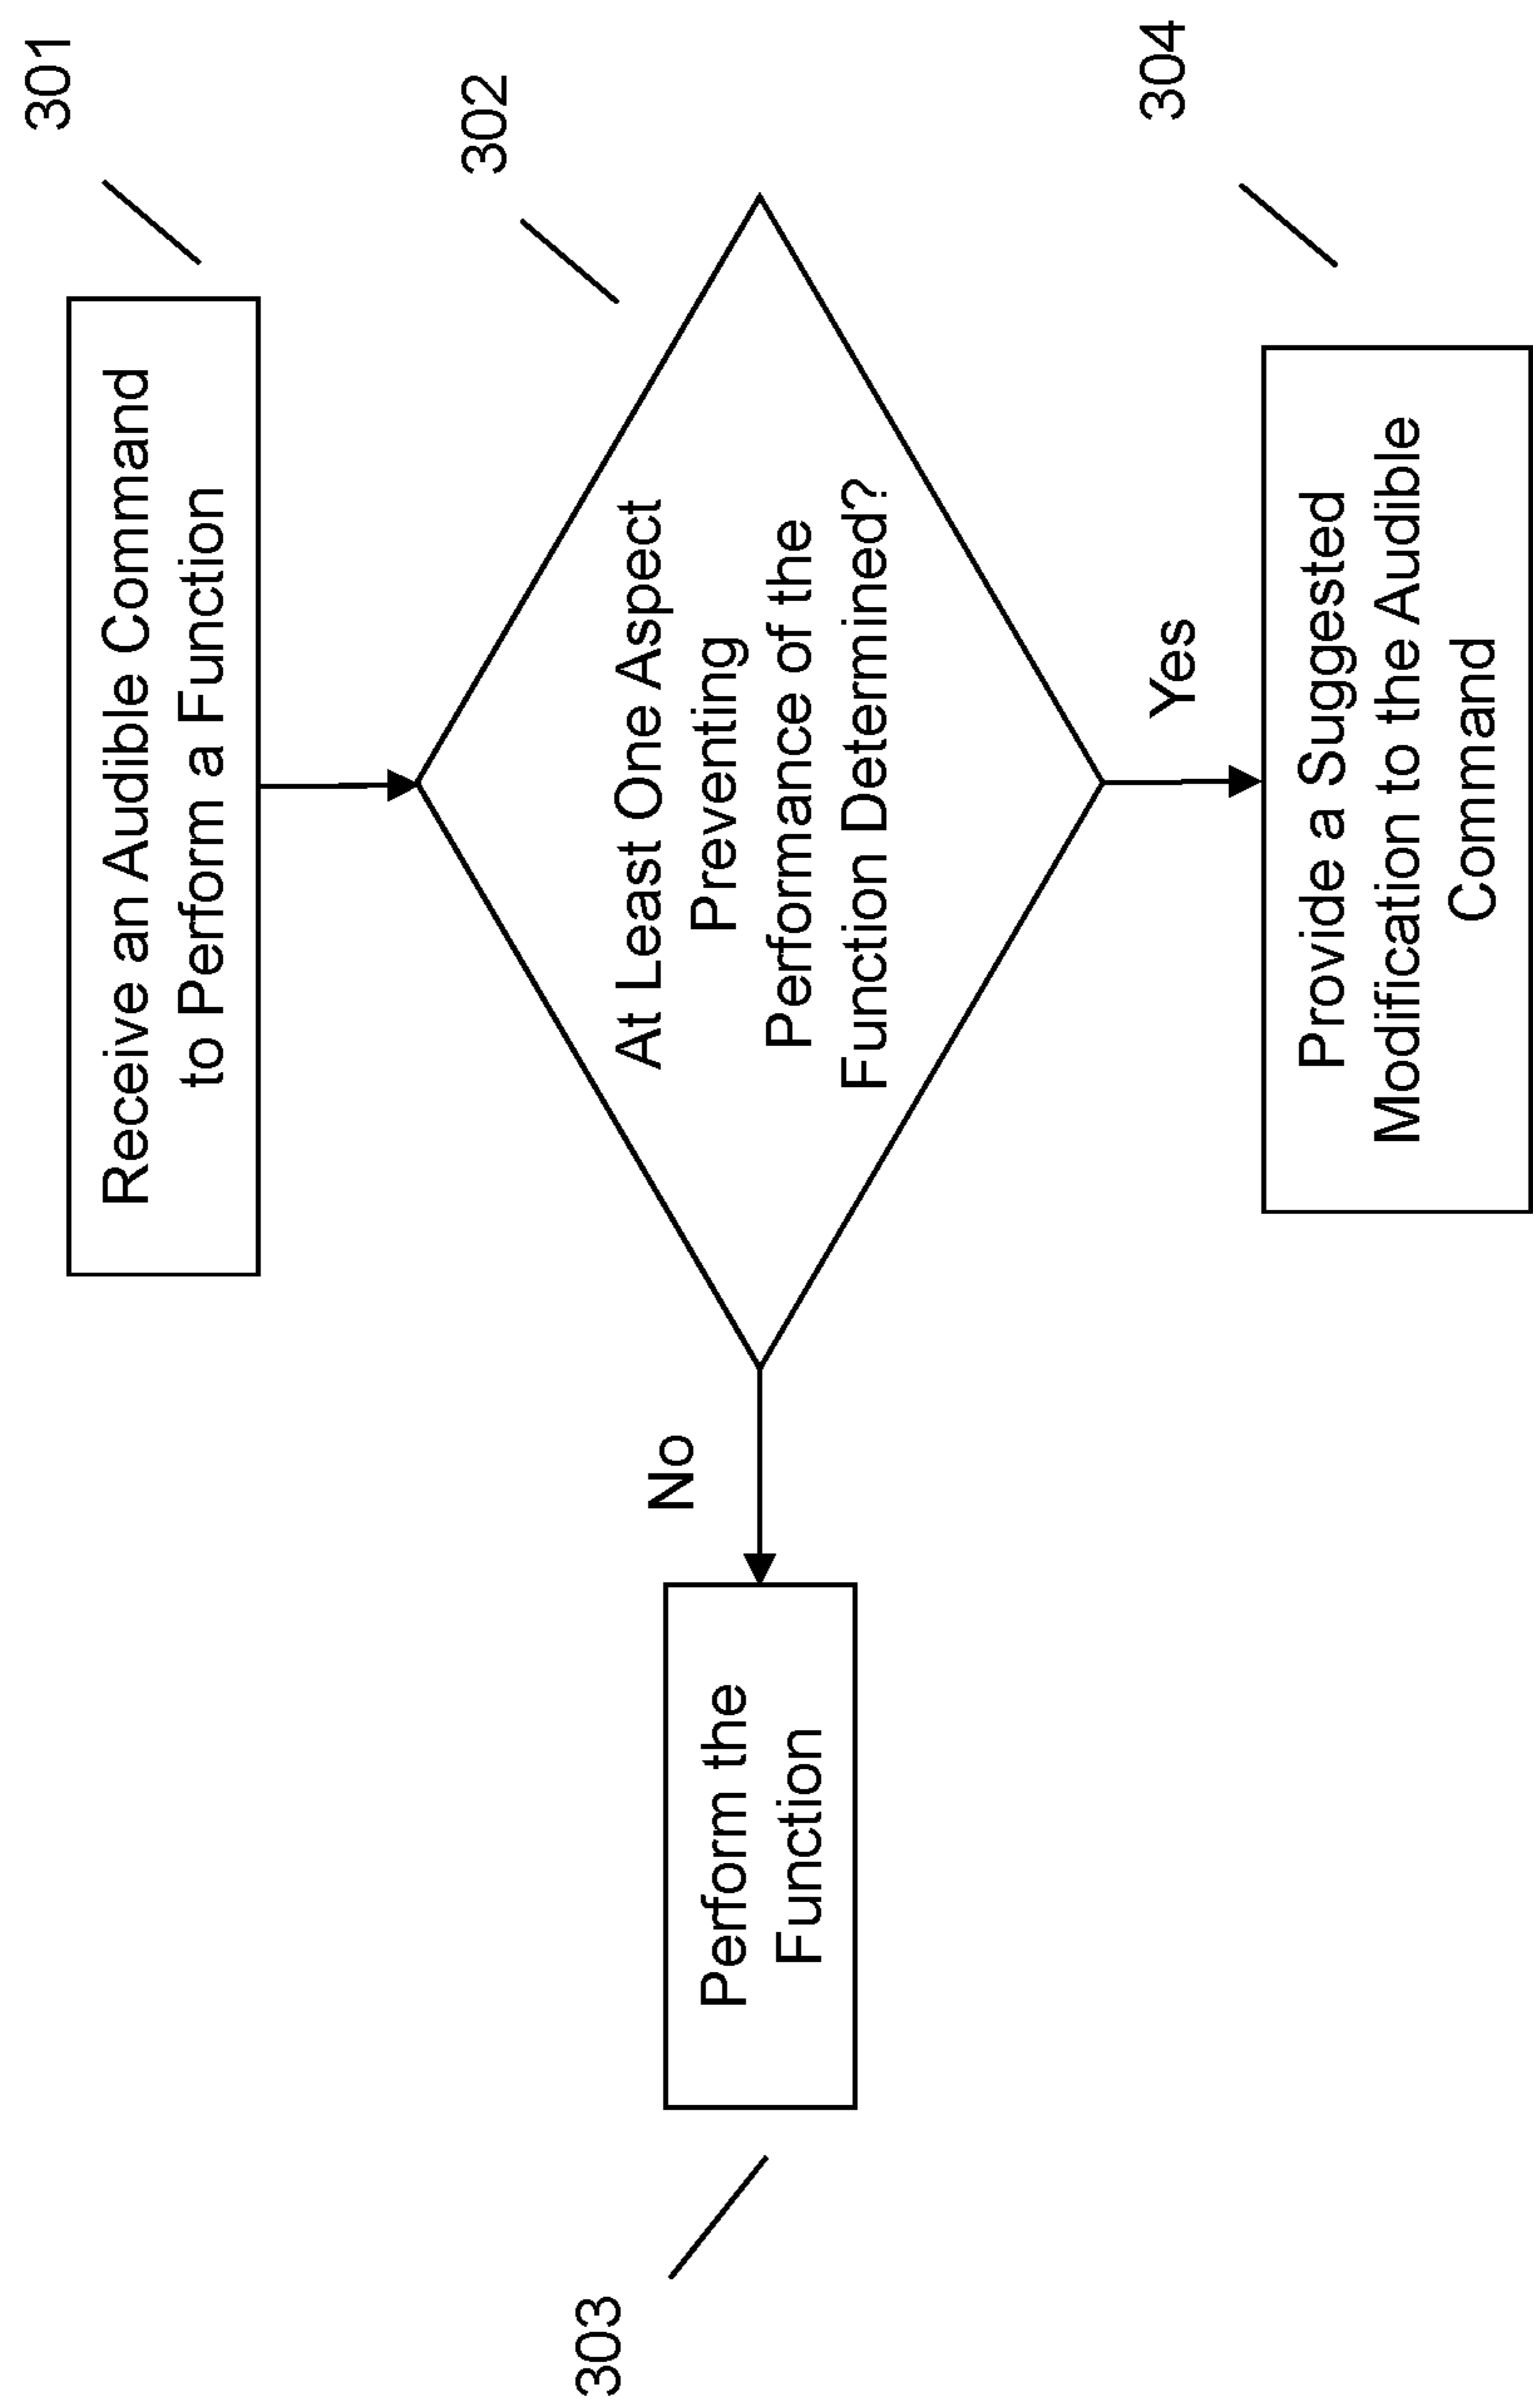 301
Receive an Audible Command
to Perform a Function
302
At Least One Aspect
Preventing
Performance of the
Function Determined?
No
Perform the
Function
303
Yes
304
Provide a Suggested
Modification to the Audible
Command